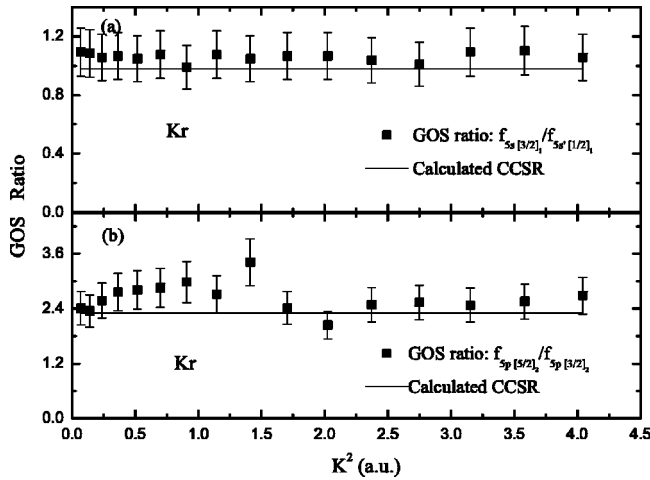 (a)
1.2
0.8
0.4
0.0
Kr
GOS ratio: f5s [3/2]1/f5s' [1/2]1
Calculated CCSR
GOS Ratio
(b)
3.6
2.4
1.2
0.0
Kr
GOS ratio: f5p [5/2]2/f5p [3/2]2
Calculated CCSR
0.0 0.5 1.0 1.5 2.0 2.5 3.0 3.5 4.0 4.5
K2 (a.u.)